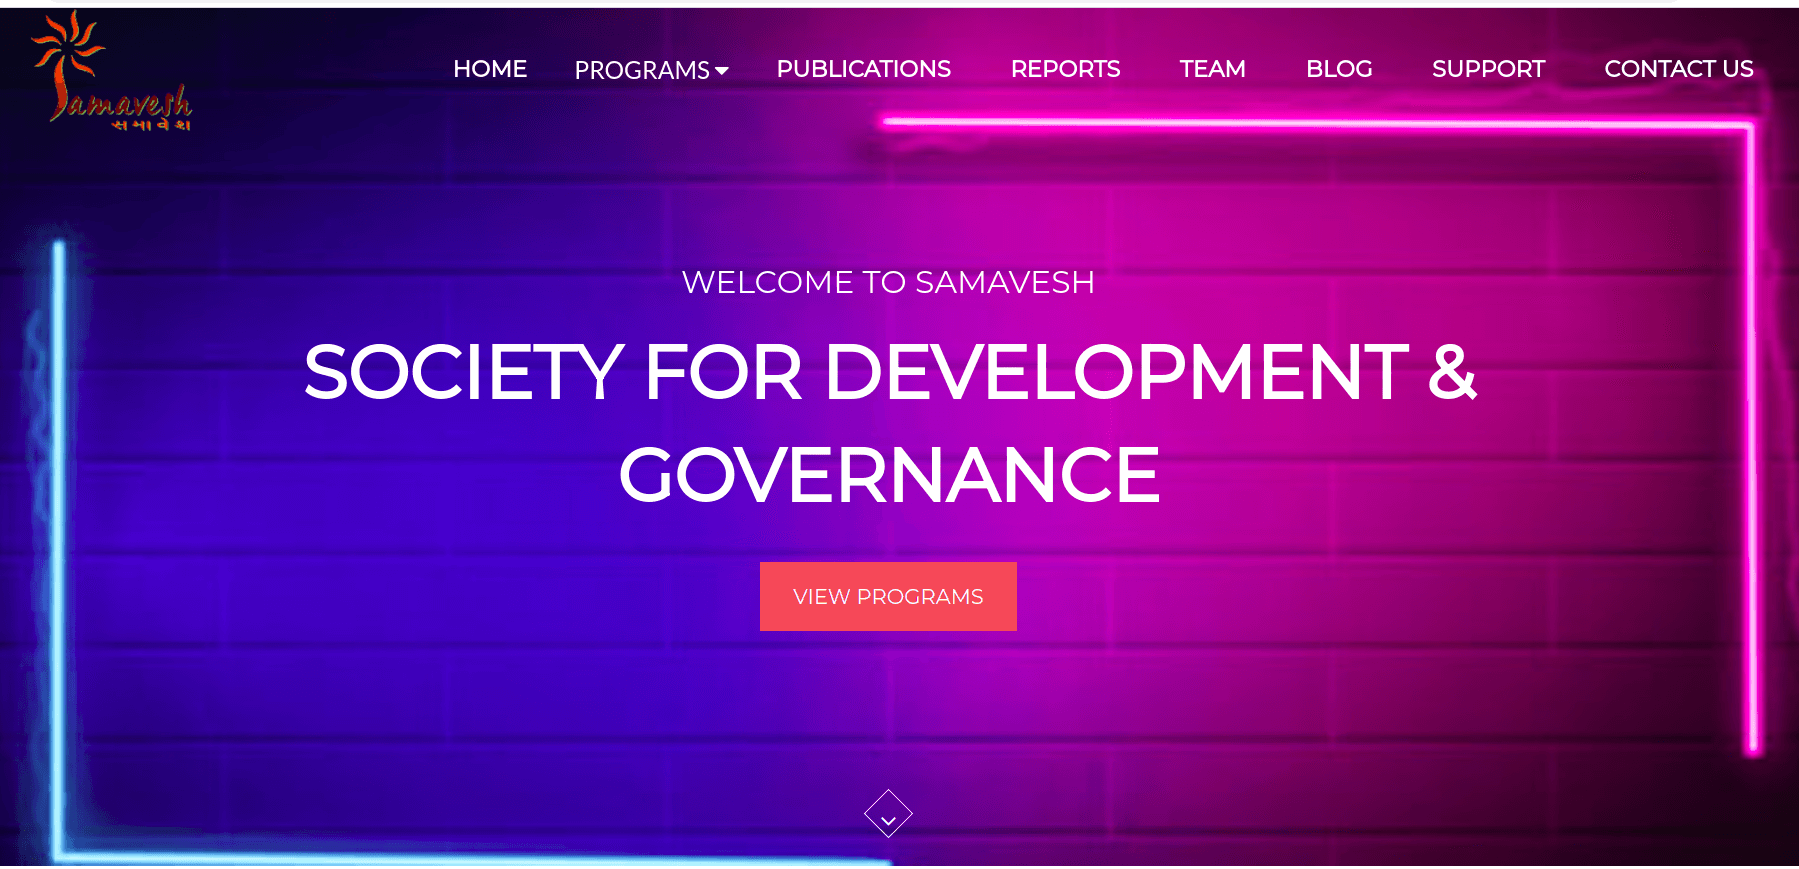 Samavesh
સમાવેશ
HOME PROGRAMS PUBLICATIONS REPORTS TEAM BLOG SUPPORT CONTACT US
WELCOME TO SAMAVESH
SOCIETY FOR DEVELOPMENT &
GOVERNANCE
VIEW PROGRAMS